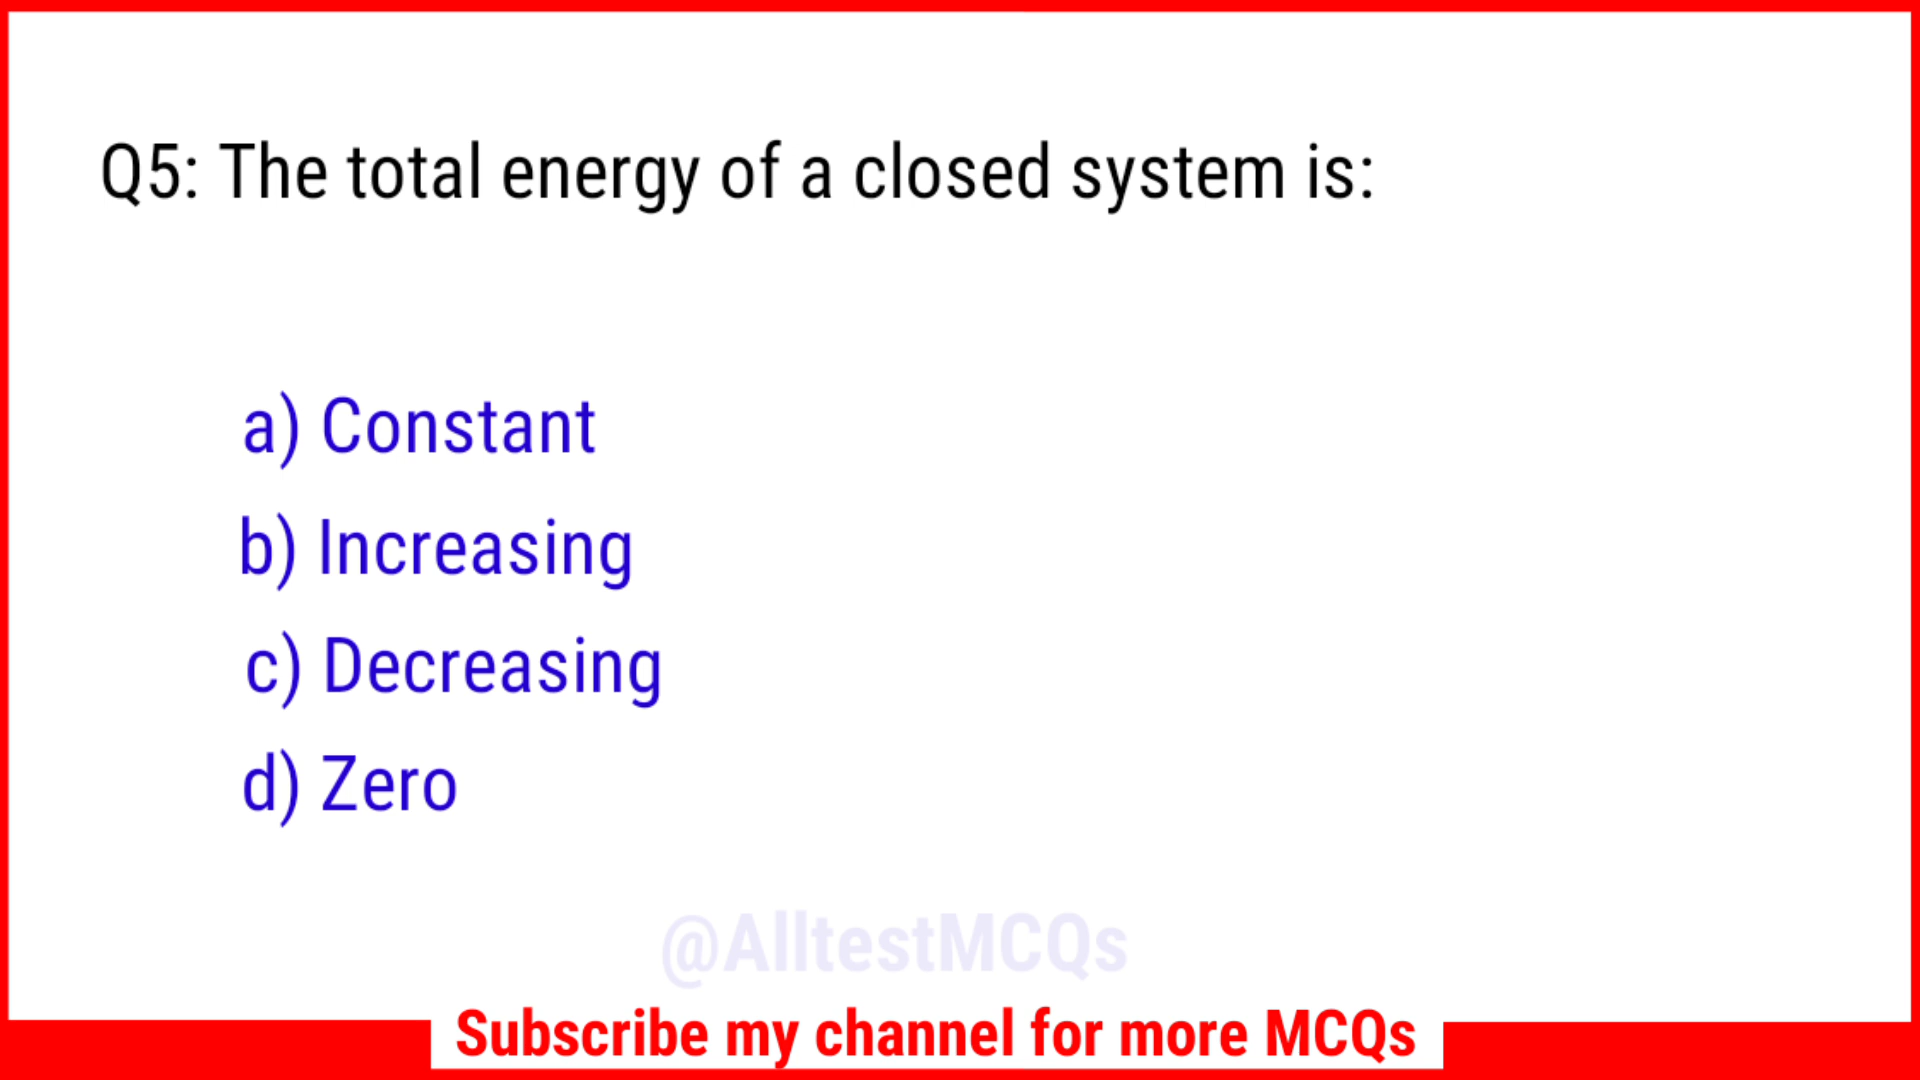 Q5: The total energy of a closed system is:
a) Constant
b) Increasing
c) Decreasing
d) Zero
@AlltestMCQs
Subscribe my channel for more MCQs